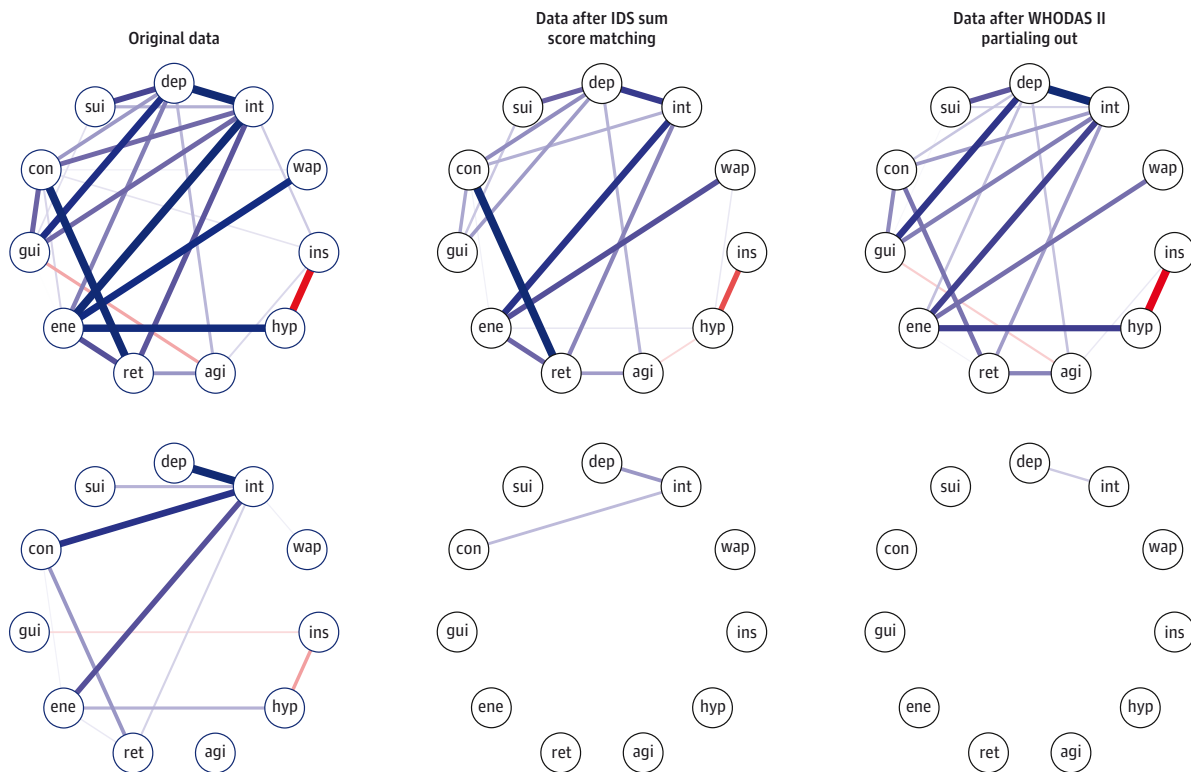 Original data
Data after IDS sum
score matching
Data after WHODAS II
partialing out
dep
sui
int
con
wap
gui
ins
ene
hyp
ret
agi
dep
sui
int
con
wap
gui
ins
ene
hyp
ret
agi
dep
sui
int
con
wap
gui
ins
ene
hyp
ret
agi
dep
sui
int
con
wap
gui
ins
ene
hyp
ret
agi
dep
sui
int
con
wap
gui
ins
ene
hyp
ret
agi
dep
sui
int
con
wap
gui
ins
ene
hyp
ret
agi